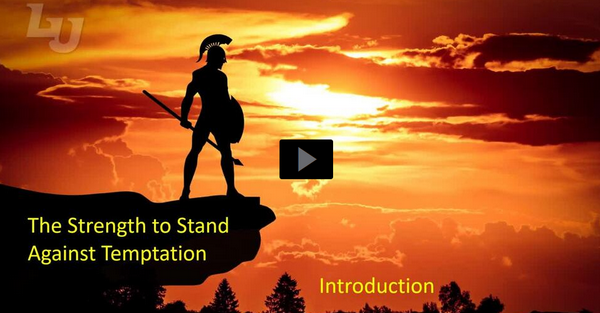 LU
The Strength to Stand
Against Temptation
Introduction